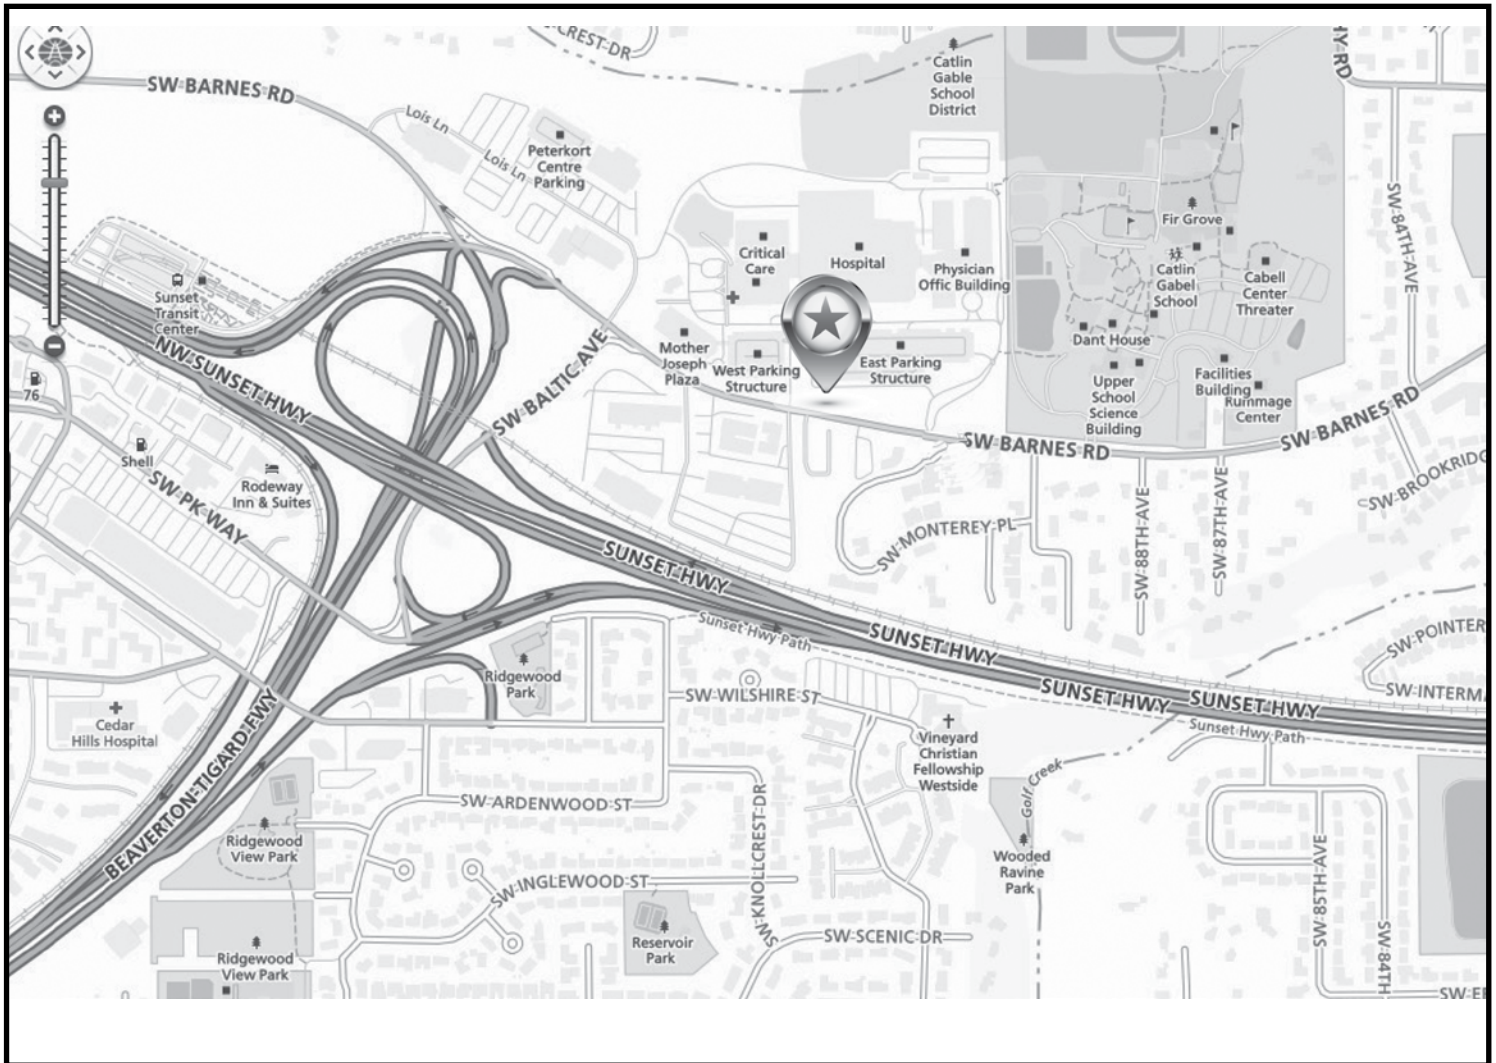 CREST DR
HY RD
SW BARNES RD
Catlin
Gable
School
District
Lois Ln
Peterkort
Centre
Parking
Lois Ln
Fir Grove
SW 84TH AVE
Critical
Care
Hospital
Physician
Offic Building
Catlin
Gabel
School
Cabell
Center
Threater
Sunset
Transit
Center
Dant House
Mother
Joseph
Plaza
West Parking
Structure
East Parking
Structure
NW SUNSET HWY
SW BALTIC AVE
76
Upper
School
Science
Building
Facilities
Building
Rummage
Center
SW BARNES RD
SW BARNES RD
Shell
Rodeway
Inn & Suites
SW PK WAY
SW BROOKRIDG
SW MONTEREY PL
SW 88TH AVE
SW 87TH AVE
SUNSET HWY
Sunset Hwy Path
SUNSET HWY
SW POINTER
Ridgewood
Park
SW WILSHIRE ST
SUNSET HWY
SUNSET HWY
SW INTERMA
Sunset Hwy Path
Cedar
Hills Hospital
Vineyard
Christian
Fellowship
Westside
BEAVERTON-TIGARD FWY
Golf Creek
SW ARDENWOOD ST
SW KNOLLCREST DR
Ridgewood
View Park
Wooded
Ravine
Park
SW INGLEWOOD ST
SW 85TH AVE
SW 84TH
Reservoir
Park
SW SCENIC DR
Ridgewood
View Park